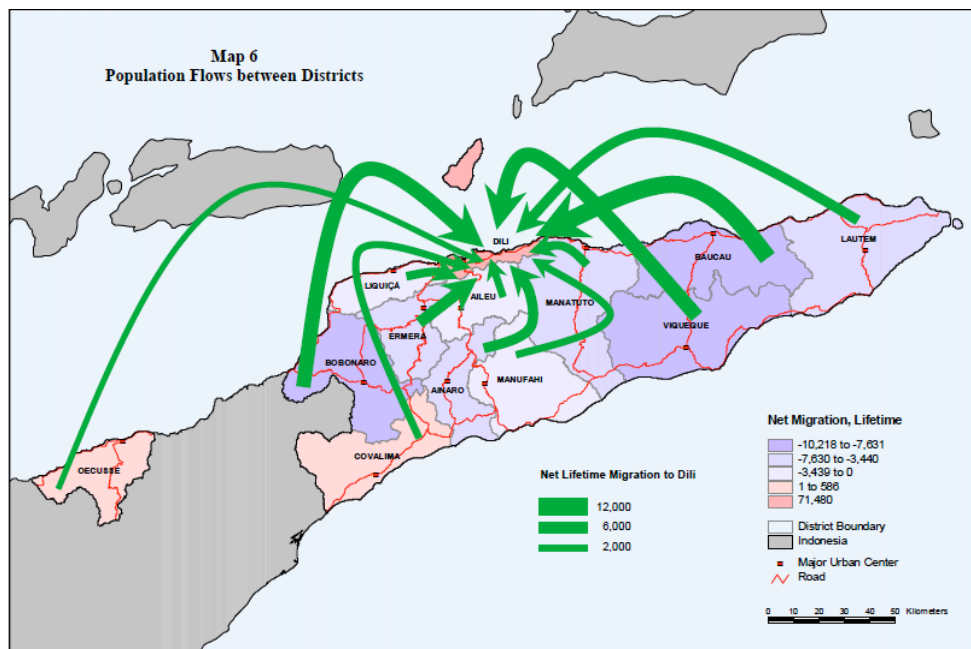 Map 6
Population Flows between Districts
DILI
LAUTEM
BAUCAU
LIQUIÇÁ
AILEU
MANATUTO
VIQUEQUE
ERMERA
BOBONARO
AINARO
MANUFAHI
COVALIMA
OECUSSE
Net Lifetime Migration to Dili
12,000
6,000
2,000
Net Migration, Lifetime
-10,218 to -7,631
-7,630 to -3,440
-3,439 to 0
1 to 586
71,480
District Boundary
Indonesia
Major Urban Center
Road
0 10 20 30 40 50 Kilometers